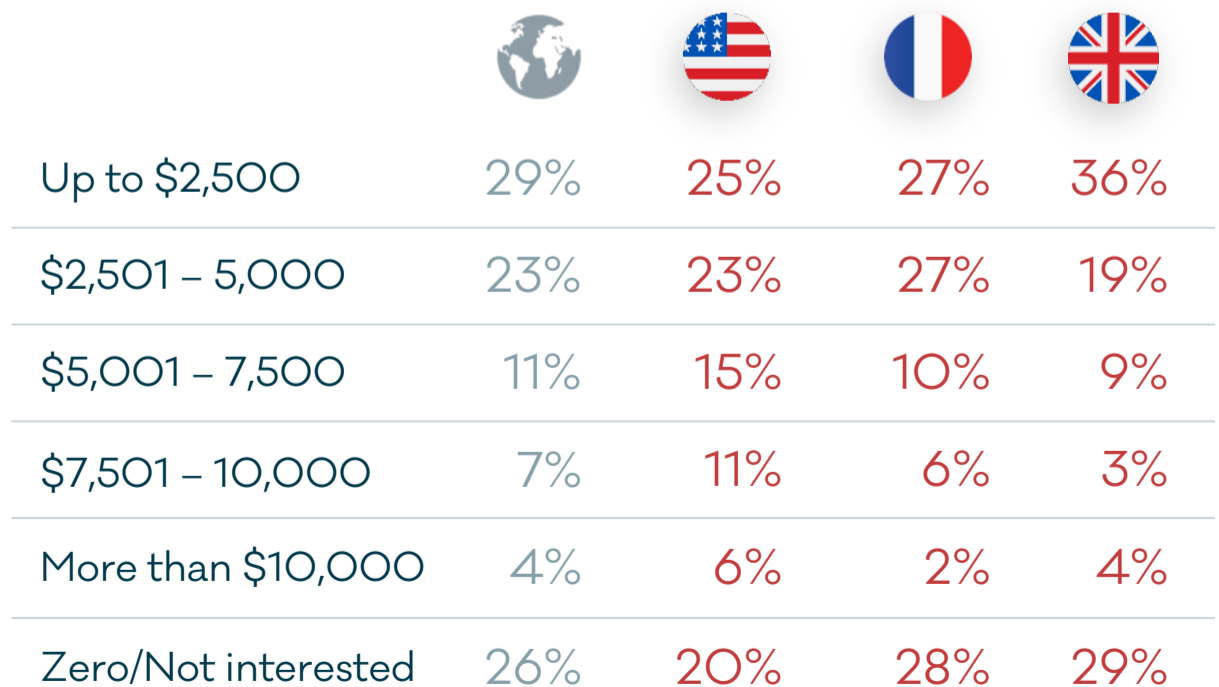 Up to $2,500 29% 25% 27% 36%
$2,501 – 5,000 23% 23% 27% 19%
$5,001 – 7,500 11% 15% 10% 9%
$7,501 – 10,000 7% 11% 6% 3%
More than $10,000 4% 6% 2% 4%
Zero/Not interested 26% 20% 28% 29%